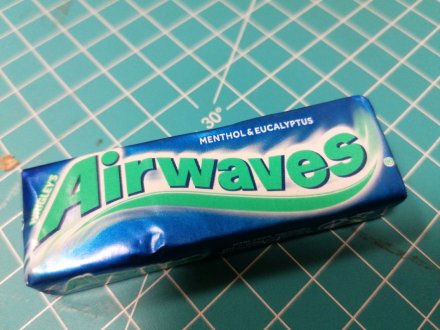 30°
MENTHOL & EUCALYPTUS
WRIGLEY'S
Airwaves